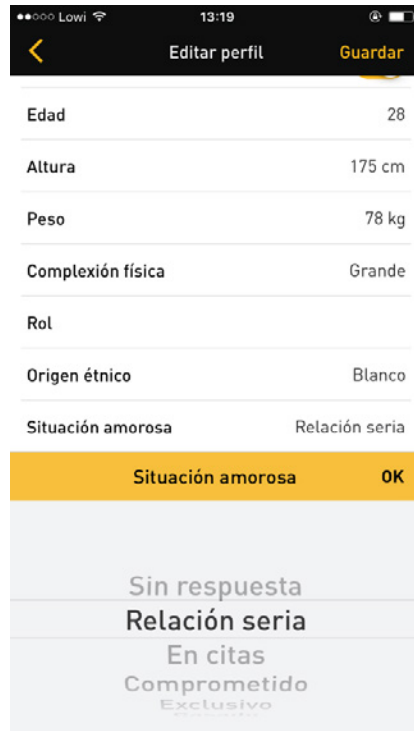 Lowi 13:19
Editar perfil Guardar
Edad 28
Altura 175 cm
Peso 78 kg
Complexión física Grande
Rol
Origen étnico Blanco
Situación amorosa Relación seria
Situación amorosa OK
Sin respuesta
Relación seria
En citas
Comprometido
Exclusivo